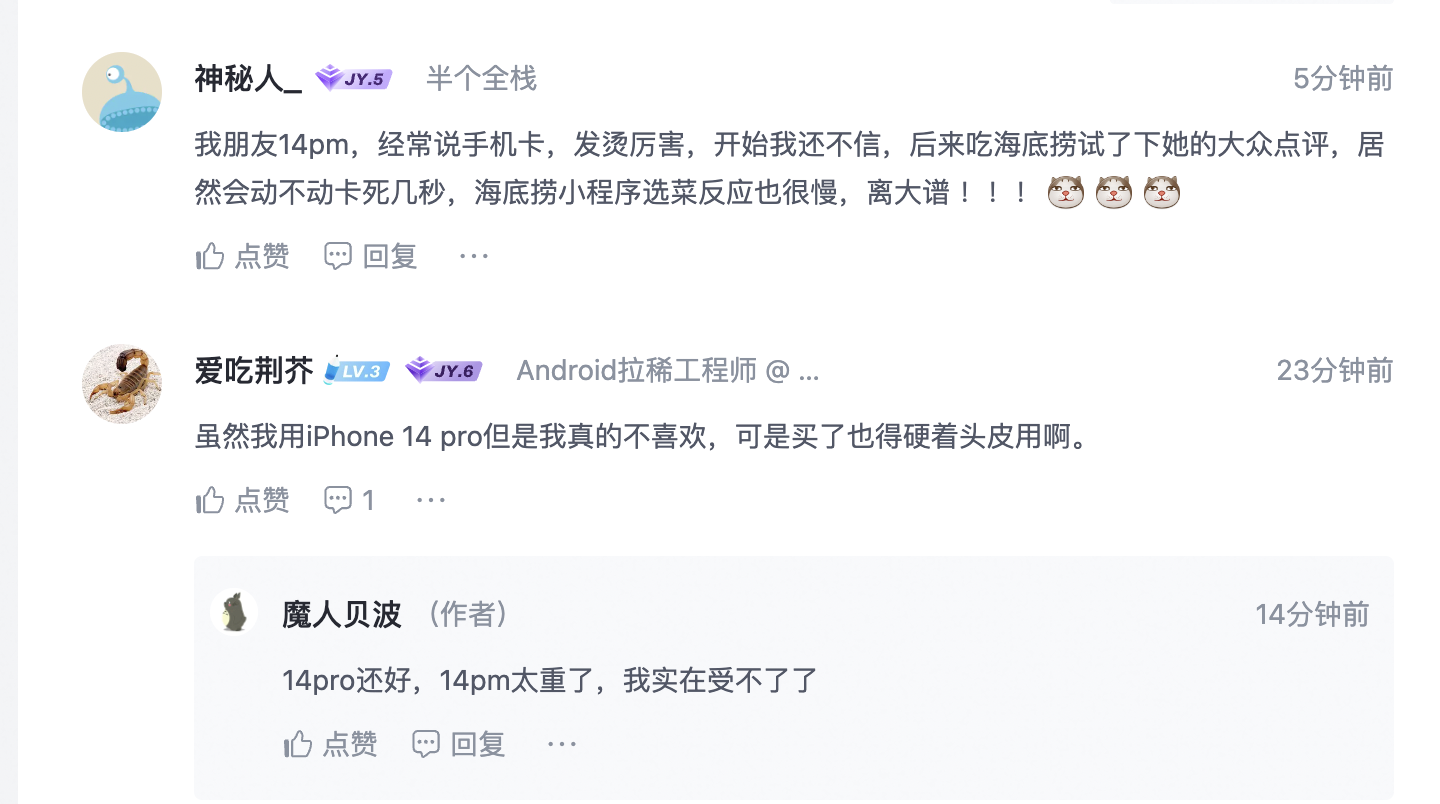 神秘人_ JY.5 半个全栈 5分钟前
我朋友14pm，经常说手机卡，发烫厉害，开始我还不信，后来吃海底捞试了下她的大众点评，居
然会动不动卡死几秒，海底捞小程序选菜反应也很慢，离大谱！！！
点赞 回复 ···
爱吃荆芥 LV.3 JY.6 Android拉稀工程师 @ ... 23分钟前
虽然我用iPhone 14 pro但是我真的不喜欢，可是买了也得硬着头皮用啊。
点赞 1 ···
魔人贝波 （作者） 14分钟前
14pro还好，14pm太重了，我实在受不了了
点赞 回复 ···